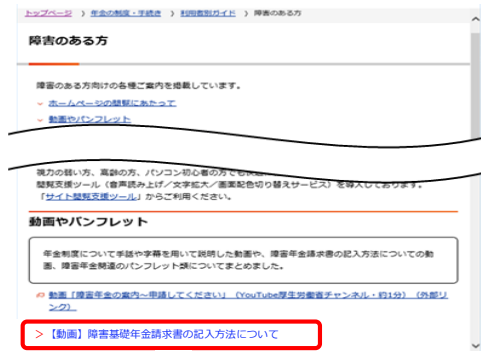 トップページ 〉 年金の制度・手続き 〉 利用者別ガイド 〉 障害のある方
障害のある方
障害のある方向けの各種ご案内を掲載しています。
ホームページの閲覧にあたって
動画やパンフレット
視力の弱い方、高齢の方、パソコン初心者の方でも
閲覧支援ツール（音声読み上げ／文字拡大／画面配色切り替えサービス）を導入しております。
「サイト閲覧支援ツール」からご利用ください。
動画やパンフレット
年金制度について手話や字幕を用いて説明した動画や、障害年金請求書の記入方法についての動
画、障害年金関連のパンフレット類についてまとめました。
動画「障害年金の案内～申請してください」（YouTube厚生労働省チャンネル・約1分）（外部リ
ンク）
＞【動画】障害基礎年金請求書の記入方法について